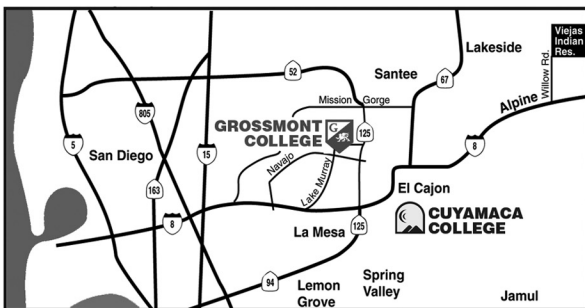 Viejas
Indian
Res.
Willow Rd.
Lakeside
52
Santee
67
Alpine
805
Mission Gorge
GROSSMONT
COLLEGE
G
125
5
San Diego
15
Navajo
8
163
Lake Murray
El Cajon
CUYAMACA
COLLEGE
8
La Mesa
125
94
Lemon
Grove
Spring
Valley
Jamul